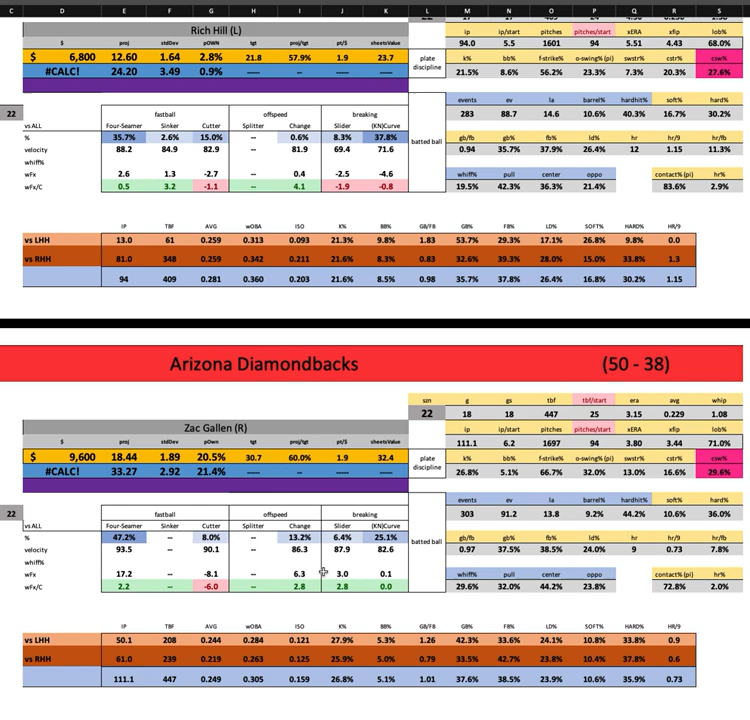 C D E F G H I J K L M N O P Q R S
Rich Hill (L)
$ proj stdDev pOWN tgt proj/tgt pt/$ sheetsValue
$ 6,800 12.60 1.64 2.8% 21.8 57.9% 1.9 23.7
#CALC! 24.20 3.49 0.9% ----- -- ----- -----
ip ip/start pitches pitches/start xERA xfip lob%
94.0 5.5 1601 94 5.51 4.43 68.0%
plate discipline
k% bb% f-strike% o-swing% (pi) swstr% cstr% csw%
21.5% 8.6% 56.2% 23.3% 7.3% 20.3% 27.6%
22
fastball offspeed breaking
vs ALL Four-Seamer Sinker Cutter Splitter Change Slider (KN)Curve
% 35.7% 2.6% 15.0% -- 0.6% 8.3% 37.8%
velocity 88.2 84.9 82.9 -- 81.9 69.4 71.6
whiff%
wFx 2.6 1.3 -2.7 -- 0.4 -2.5 -4.6
wFx/C 0.5 3.2 -1.1 -- 4.1 -1.9 -0.8
batted ball
events ev la barrel% hardhit% soft% hard%
283 88.7 14.6 10.6% 40.3% 16.7% 30.2%
gb/fb gb% fb% ld% hr hr/9 hr/fb
0.94 35.7% 37.9% 26.4% 12 1.15 11.3%
whiff% pull center oppo contact% (pi) hr%
19.5% 42.3% 36.3% 21.4% 83.6% 2.9%
IP TBF AVG wOBA ISO K% BB% GB/FB GB% FB% LD% SOFT% HARD% HR/9
vs LHH 13.0 61 0.259 0.313 0.093 21.3% 9.8% 1.83 53.7% 29.3% 17.1% 26.8% 9.8% 0.0
vs RHH 81.0 348 0.259 0.342 0.211 21.6% 8.3% 0.83 32.6% 39.3% 28.0% 15.0% 33.8% 1.3
94 409 0.281 0.360 0.203 21.6% 8.5% 0.98 35.7% 37.8% 26.4% 16.8% 30.2% 1.15
Arizona Diamondbacks (50 - 38)
szn g gs tbf tbf/start era avg whip
22 18 18 447 25 3.15 0.229 1.08
Zac Gallen (R)
ip ip/start pitches pitches/start xERA xfip lob%
$ proj stdDev pOwn tgt proj/tgt pt/$ sheetsValue
111.1 6.2 1697 94 3.80 3.44 71.0%
$ 9,600 18.44 1.89 20.5% 30.7 60.0% 1.9 32.4
#CALC! 33.27 2.92 21.4% ----- -- ----- -----
plate discipline
k% bb% f-strike% o-swing% (pi) swstr% cstr% csw%
26.8% 5.1% 66.7% 32.0% 13.0% 16.6% 29.6%
22
fastball offspeed breaking
vs ALL Four-Seamer Sinker Cutter Splitter Change Slider (KN)Curve
% 47.2% -- 8.0% -- 13.2% 6.4% 25.1%
velocity 93.5 -- 90.1 -- 86.3 87.9 82.6
whiff%
wFx 17.2 -- -8.1 6.3 3.0 0.1
wFx/C 2.2 -- -6.0 -- 2.8 2.8 0.0
batted ball
events ev la barrel% hardhit% soft% hard%
303 91.2 13.8 9.2% 44.2% 10.6% 36.0%
gb/fb gb% fb% ld% hr hr/9 hr/fb
0.97 37.5% 38.5% 24.0% 9 0.73 7.8%
whiff% pull center oppo contact% (pi) hr%
29.6% 32.0% 44.2% 23.8% 72.8% 2.0%
IP TBF AVG wOBA ISO K% BB% GB/FB GB% FB% LD% SOFT% HARD% HR/9
vs LHH 50.1 208 0.244 0.284 0.121 27.9% 5.3% 1.26 42.3% 33.6% 24.1% 10.8% 33.8% 0.9
vs RHH 61.0 239 0.219 0.263 0.125 25.9% 5.0% 0.79 33.5% 42.7% 23.8% 10.4% 37.8% 0.6
111.1 447 0.249 0.305 0.159 26.8% 5.1% 1.01 37.6% 38.5% 23.9% 10.6% 35.9% 0.73